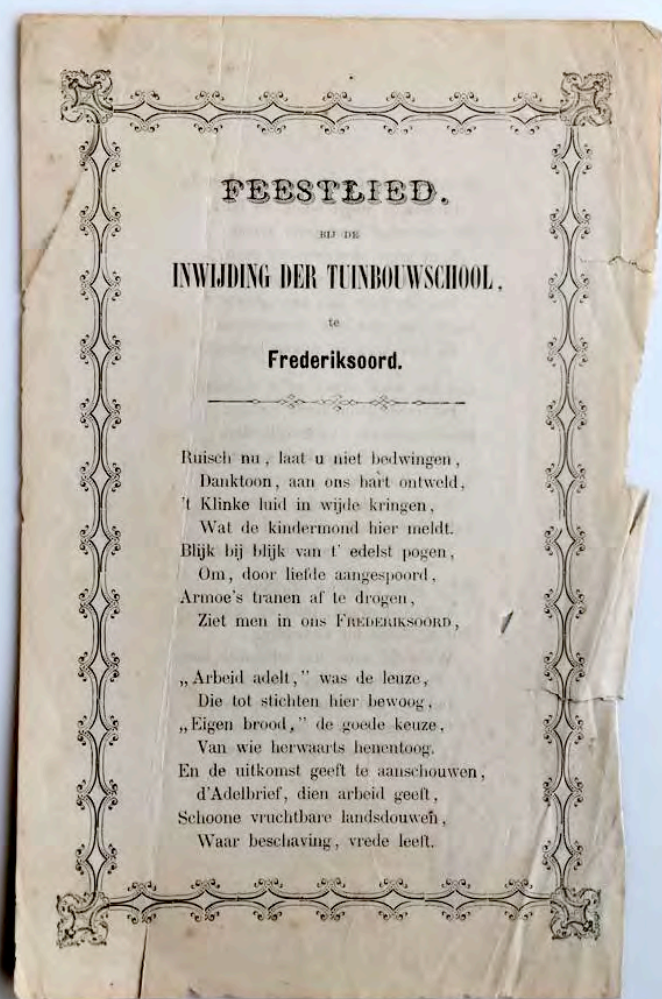 FEESTLIED.
BIJ DE
INWIJDING DER TUINBOUWSCHOOL,
te
Frederiksoord.
Ruisch nu, laat u niet bedwingen,
Danktoon, aan ons hart ontweld,
't Klinke luid in wijde kringen,
Wat de kindermond hier meldt.
Blijk bij blijk van t' edelst pogen,
Om, door liefde aangespoord,
Armoe's tranen af te drogen,
Ziet men in ons FREDERIKSOORD,
„Arbeid adelt," was de leuze,
Die tot stichten hier bewoog,
„Eigen brood," de goede keuze,
Van wie herwaarts henentoog.
En de uitkomst geeft te aanschouwen,
d'Adelbrief, dien arbeid geeft,
Schoone vruchtbare landsdouwen,
Waar beschaving, vrede leeft.